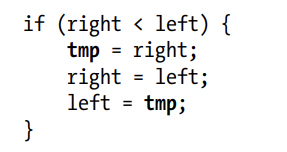 if (right < left) {
    tmp = right;
    right = left;
    left = tmp;
}